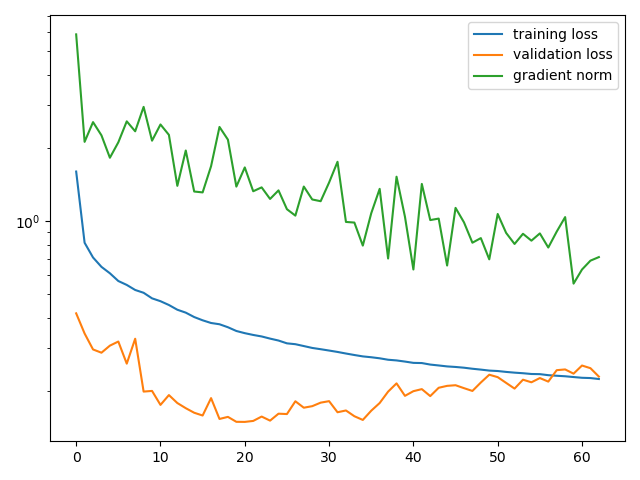 training loss
validation loss
gradient norm
10⁰
0 10 20 30 40 50 60